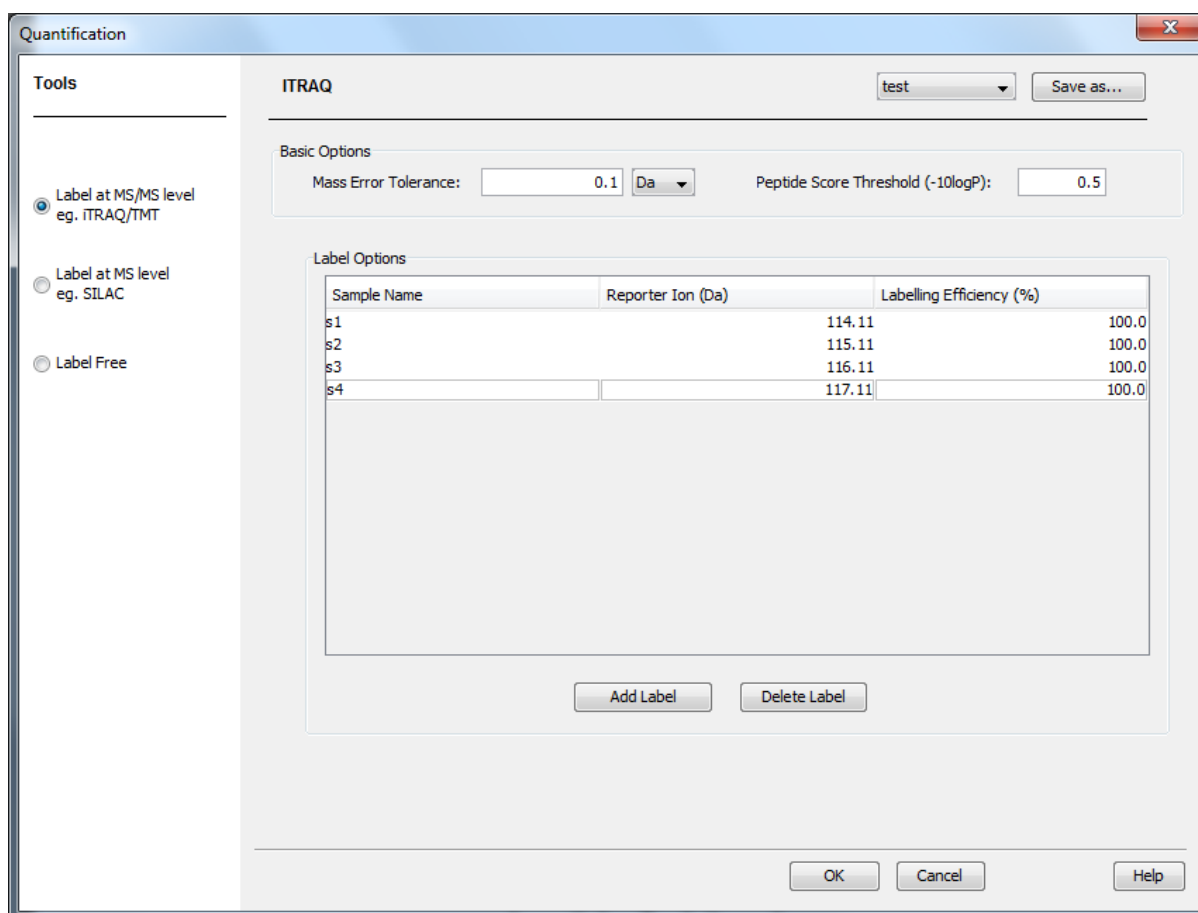 Quantification
Tools
ITRAQ
test
Save as...
Basic Options
Mass Error Tolerance: 0.1 Da Peptide Score Threshold (-10logP): 0.5
Label at MS/MS level
eg. iTRAQ/TMT
Label at MS level
eg. SILAC
Label Free
Label Options
Sample Name Reporter Ion (Da) Labelling Efficiency (%)
s1 114.11 100.0
s2 115.11 100.0
s3 116.11 100.0
s4 117.11 100.0
Add Label Delete Label
OK Cancel Help